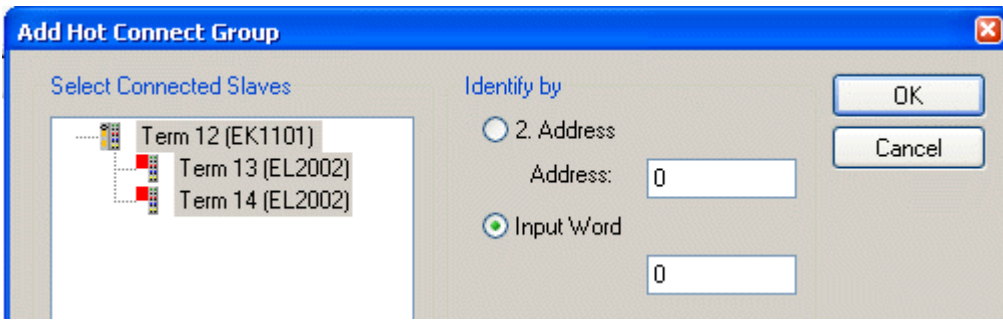 Add Hot Connect Group
Select Connected Slaves
Term 12 (EK1101)
Term 13 (EL2002)
Term 14 (EL2002)
Identify by
2. Address
Address: 0
Input Word
0
OK
Cancel